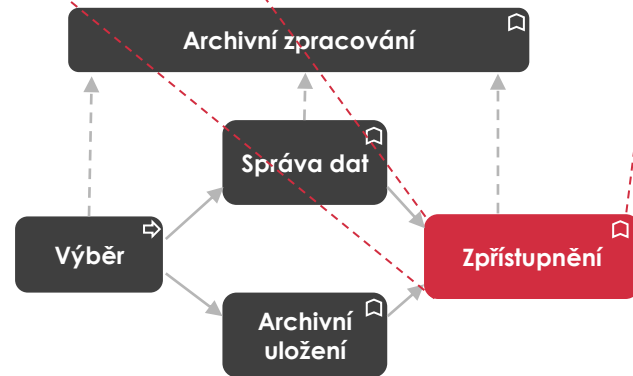 Archivní zpracování
Správa dat
Výběr
Zpřístupnění
Archivní
uložení